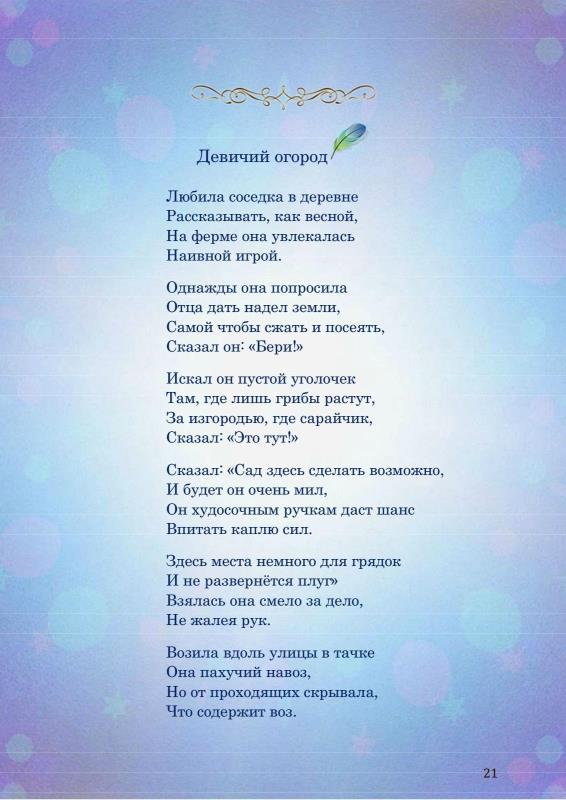 Девичий огород
Любила соседка в деревне
Рассказывать, как весной,
На ферме она увлекалась
Наивной игрой.
Однажды она попросила
Отца дать надел земли,
Самой чтобы сжать и посеять,
Сказал он: «Бери!»
Искал он пустой уголочек
Там, где лишь грибы растут,
За изгородью, где сарайчик,
Сказал: «Это тут!»
Сказал: «Сад здесь сделать возможно,
И будет он очень мил,
Он худосочным ручкам даст шанс
Впитать каплю сил.
Здесь места немного для грядок
И не развернётся плуг»
Взялась она смело за дело,
Не жалея рук.
Возила вдоль улицы в тачке
Она пахучий навоз,
Но от проходящих скрывала,
Что содержит воз.
21